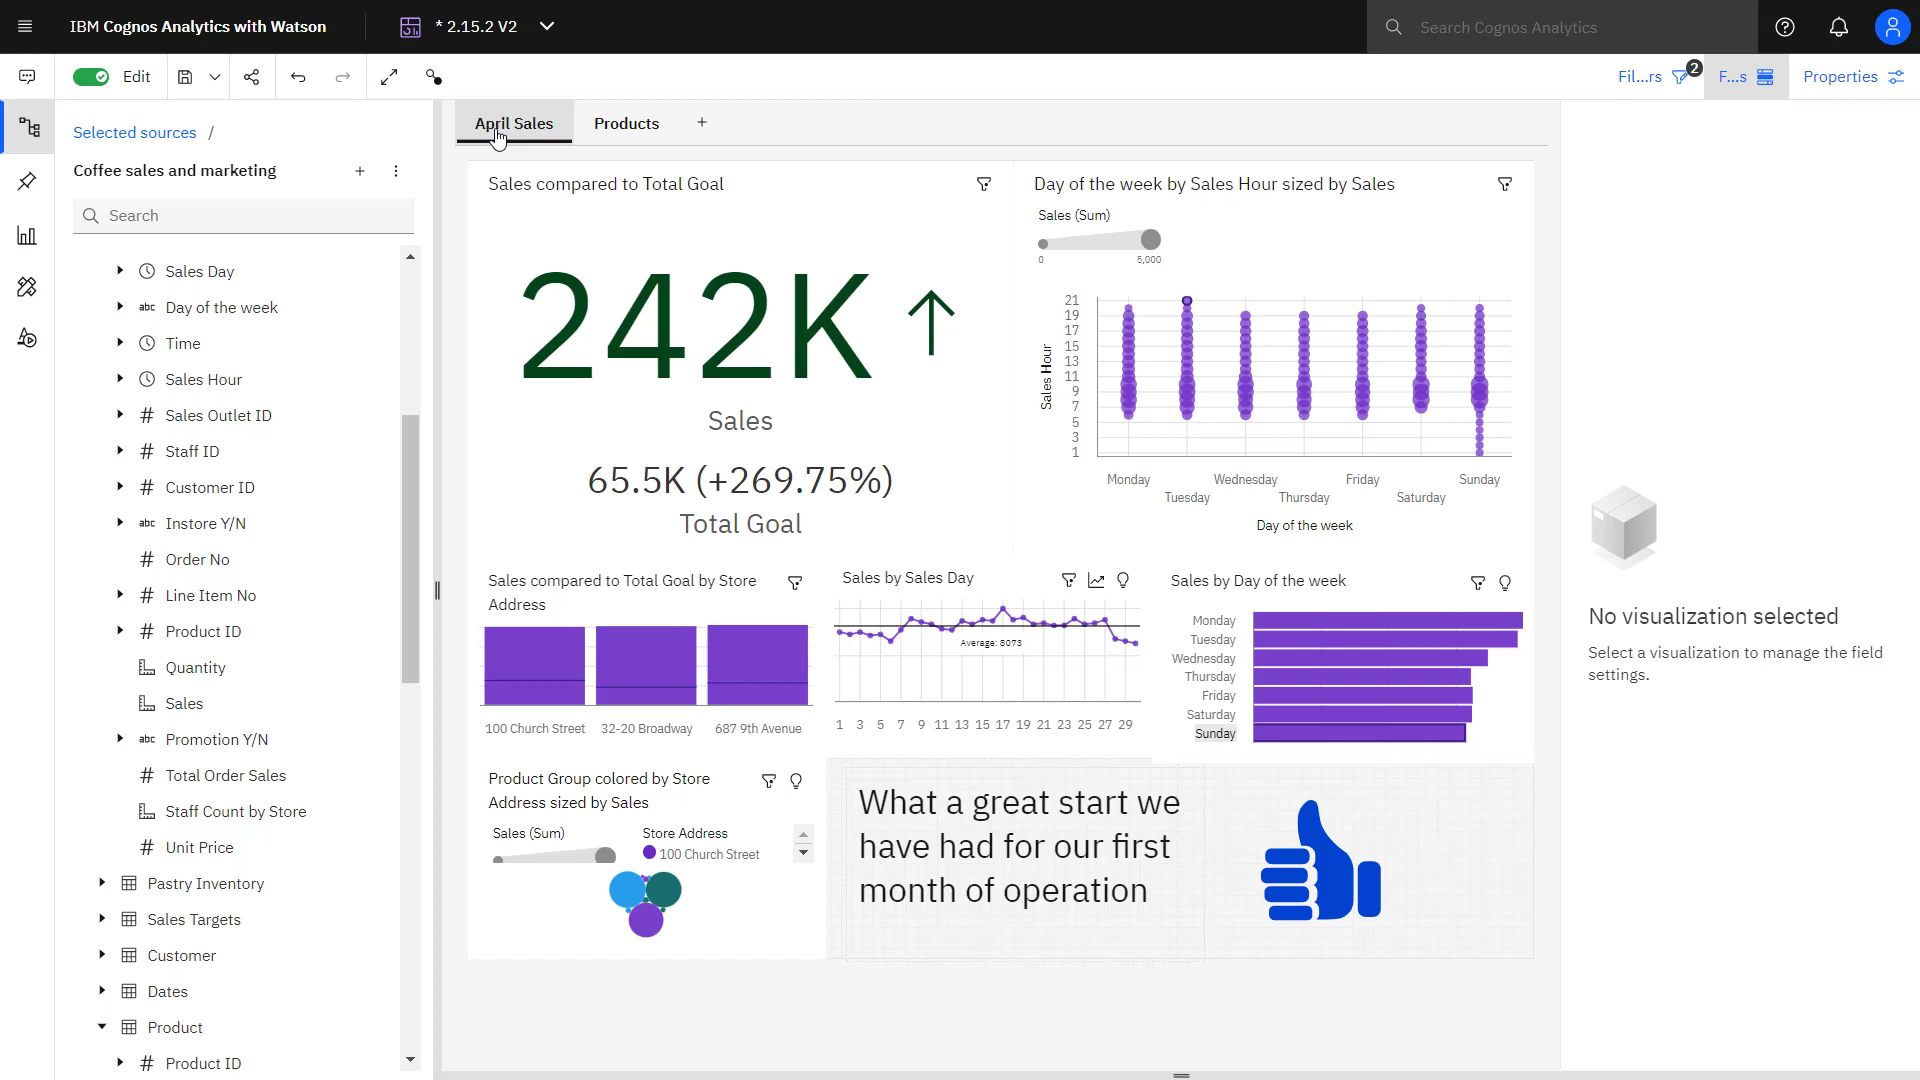 IBM Cognos Analytics with Watson
* 2.15.2 V2
Search Cognos Analytics
Edit
Fil...rs
2
F...s
Properties
Selected sources /
Coffee sales and marketing
Search
Sales Day
abc Day of the week
Time
Sales Hour
# Sales Outlet ID
# Staff ID
# Customer ID
abc Instore Y/N
# Order No
# Line Item No
# Product ID
Quantity
Sales
abc Promotion Y/N
# Total Order Sales
Staff Count by Store
# Unit Price
Pastry Inventory
Sales Targets
Customer
Dates
Product
# Product ID
April Sales
Products
+
Sales compared to Total Goal
242K
Sales
65.5K (+269.75%)
Total Goal
Day of the week by Sales Hour sized by Sales
Sales (Sum)
0
5,000
Sales Hour
21
19
17
15
13
11
9
7
5
3
1
Monday
Tuesday
Wednesday
Thursday
Friday
Saturday
Sunday
Day of the week
Sales compared to Total Goal by Store
Address
100 Church Street
32-20 Broadway
687 9th Avenue
Sales by Sales Day
Average: 8073
1 3 5 7 9 11 13 15 17 19 21 23 25 27 29
Sales by Day of the week
Monday
Tuesday
Wednesday
Thursday
Friday
Saturday
Sunday
Product Group colored by Store
Address sized by Sales
Sales (Sum)
Store Address
100 Church Street
What a great start we
have had for our first
month of operation
No visualization selected
Select a visualization to manage the field
settings.